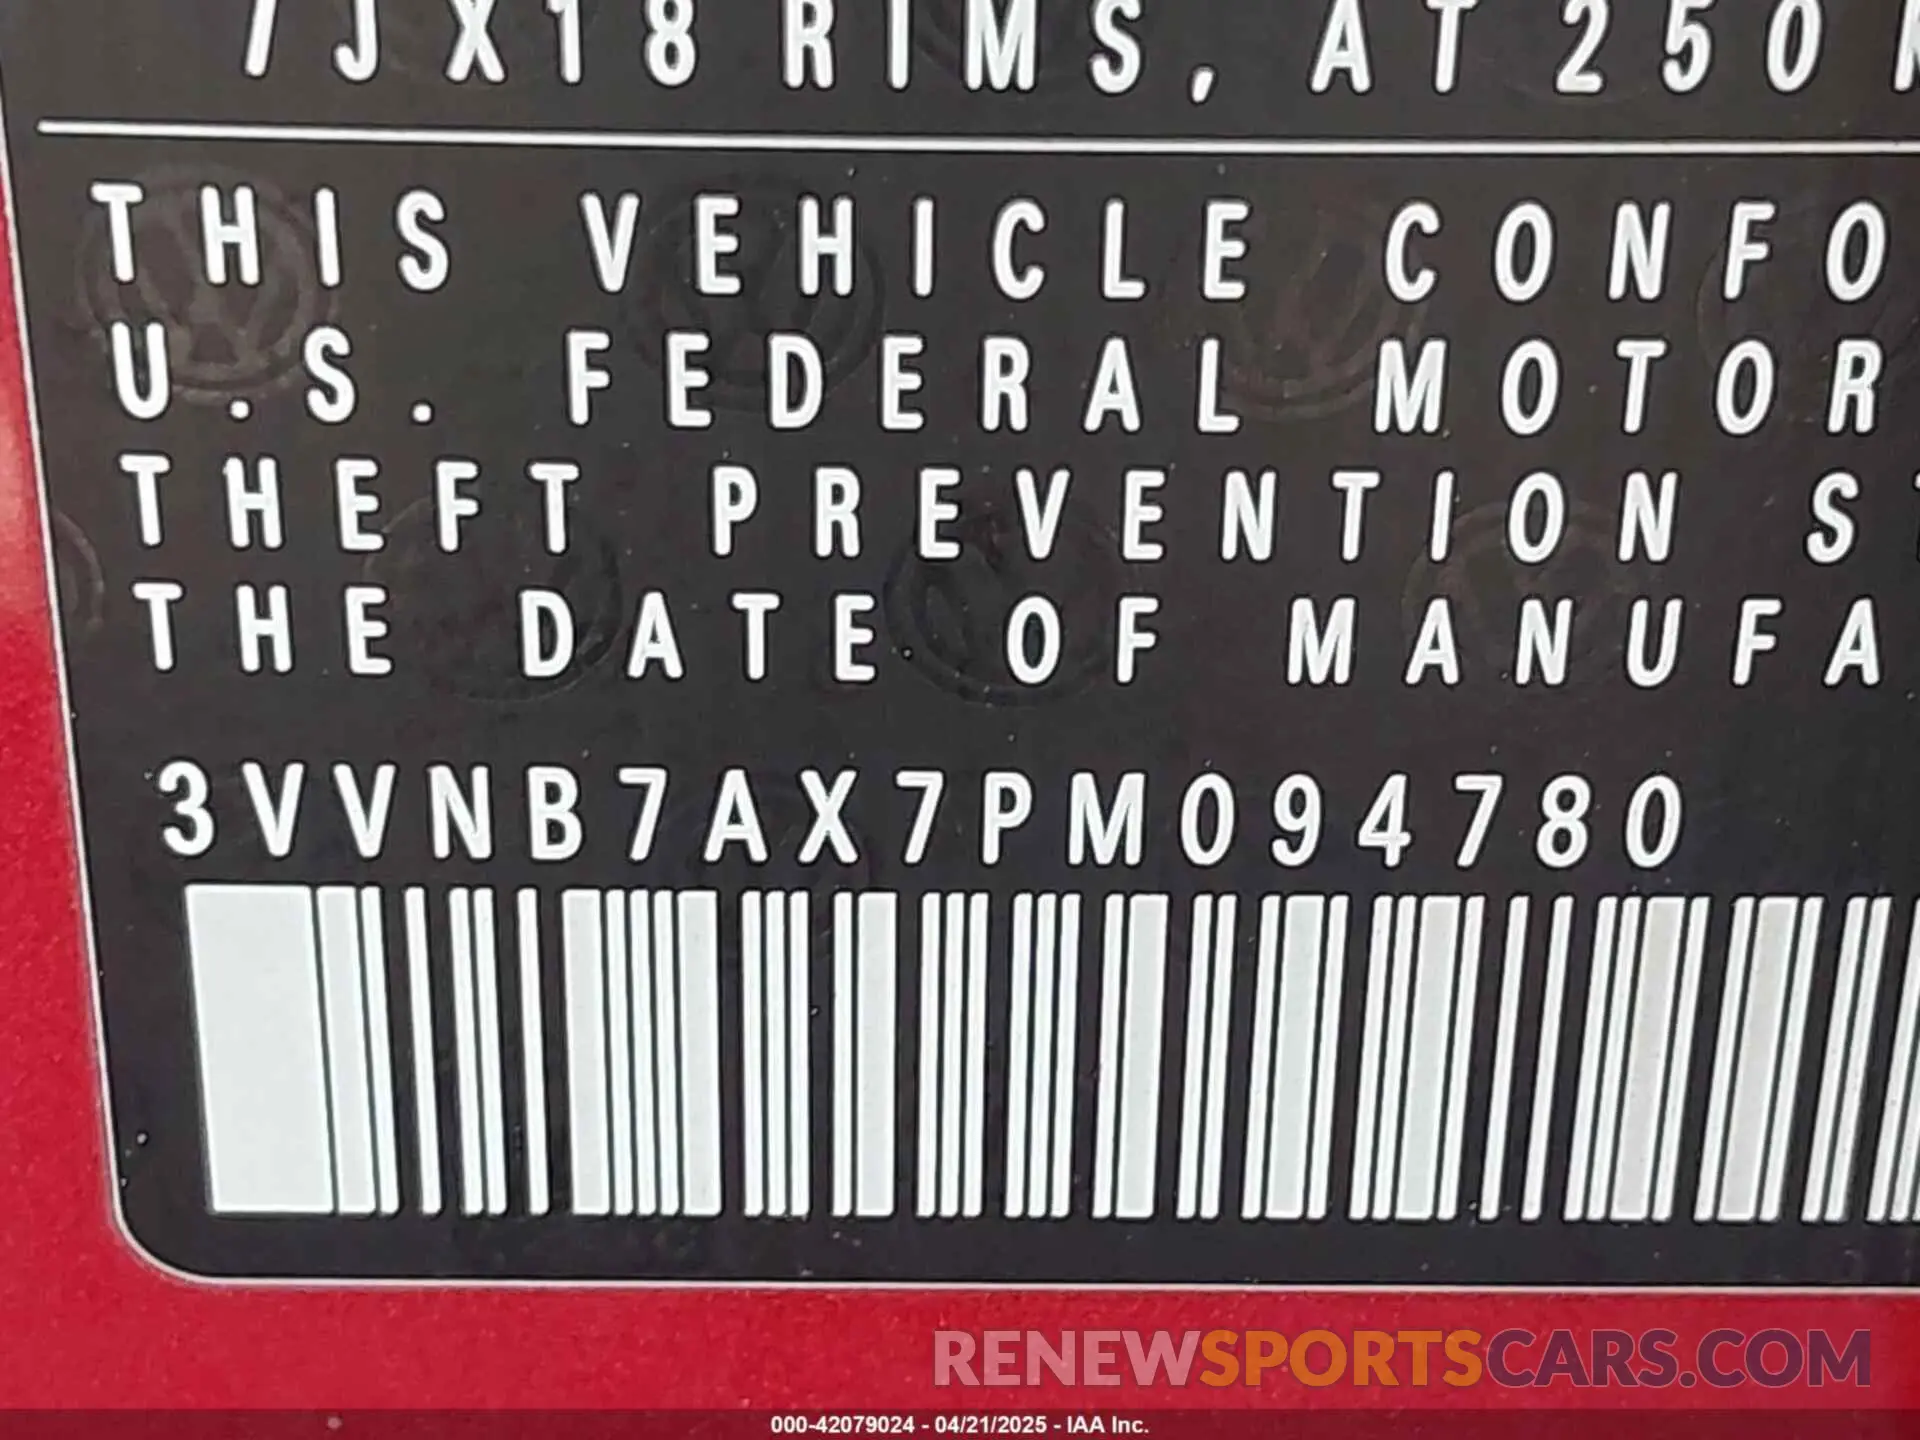 7JX18 RIMS, AT 250
THIS VEHICLE CONFO
U.S. FEDERAL MOTOR
THEFT PREVENTION S
THE DATE OF MANUFA
3VVNB7AX7PM094780
RENEWSPORTSCARS.COM
000-42079024 - 04/21/2025 - IAA Inc.